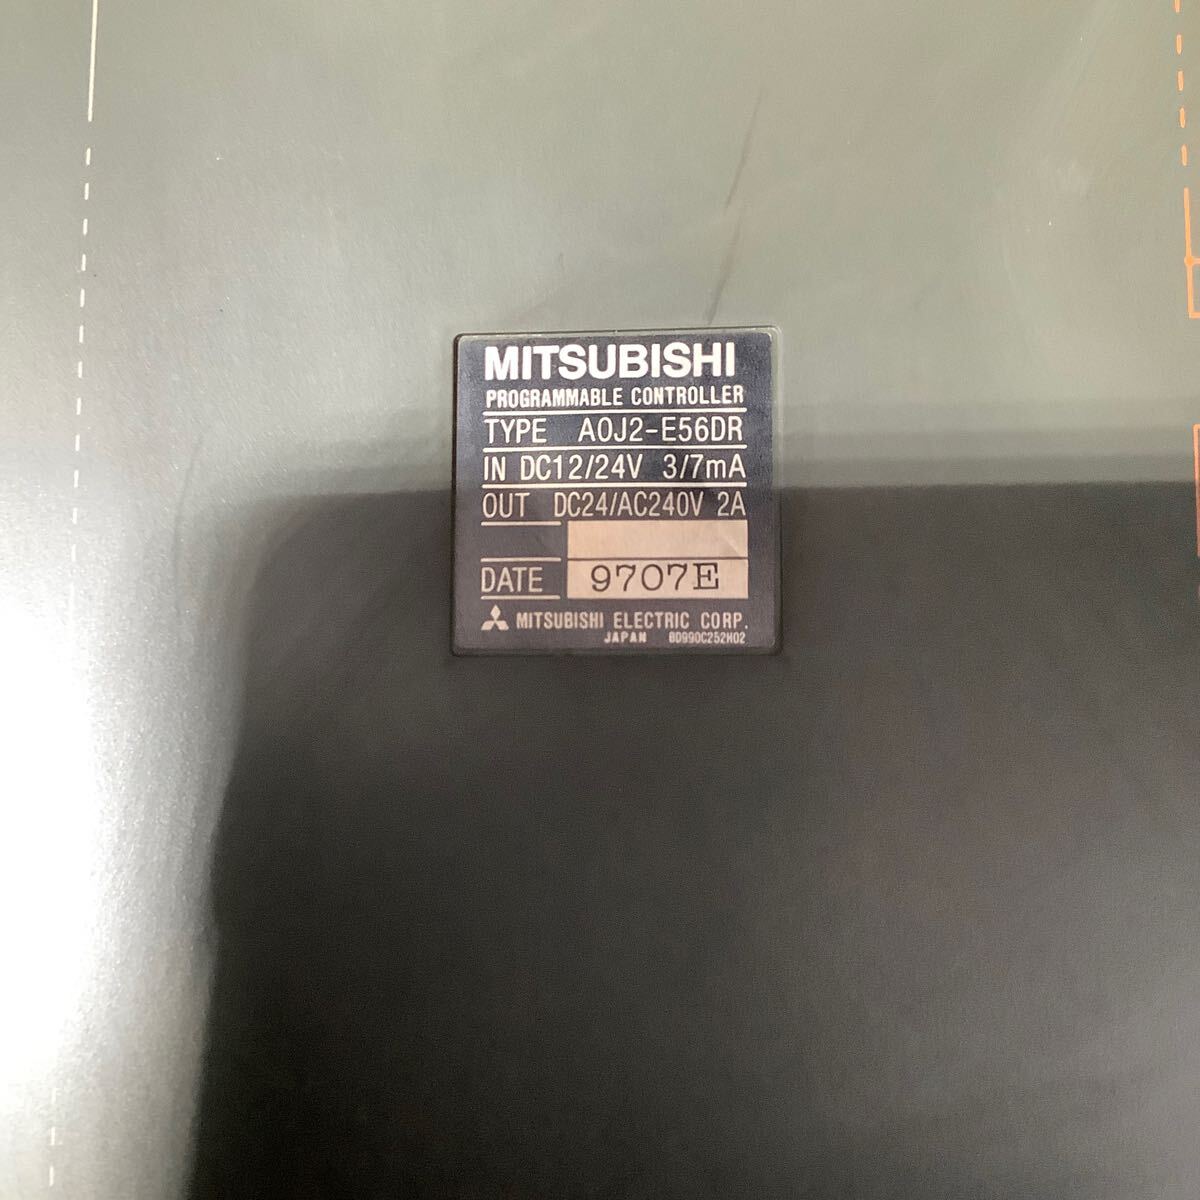 MITSUBISHI
PROGRAMMABLE CONTROLLER
TYPE A0J2-E56DR
IN DC12/24V 3/7mA
OUT DC24/AC240V 2A
DATE 9707E
MITSUBISHI ELECTRIC CORP.
JAPAN BD990C252H02